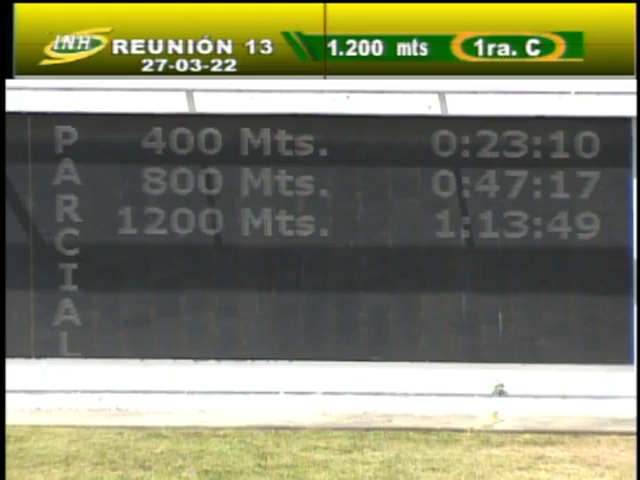 INH REUNIÓN 13 1.200 mts 1ra. C
27-03-22
PARCIAL
400 Mts. 0:23:10
800 Mts. 0:47:17
1200 Mts. 1:13:49